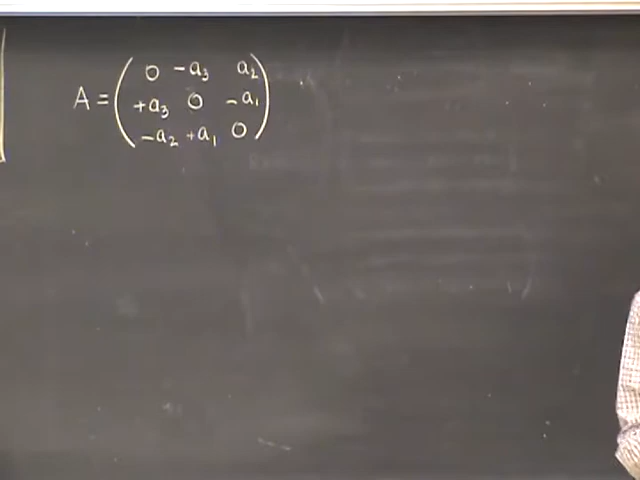 0 -a₃ a₂
A = +a₃ 0 -a₁
-a₂ +a₁ 0